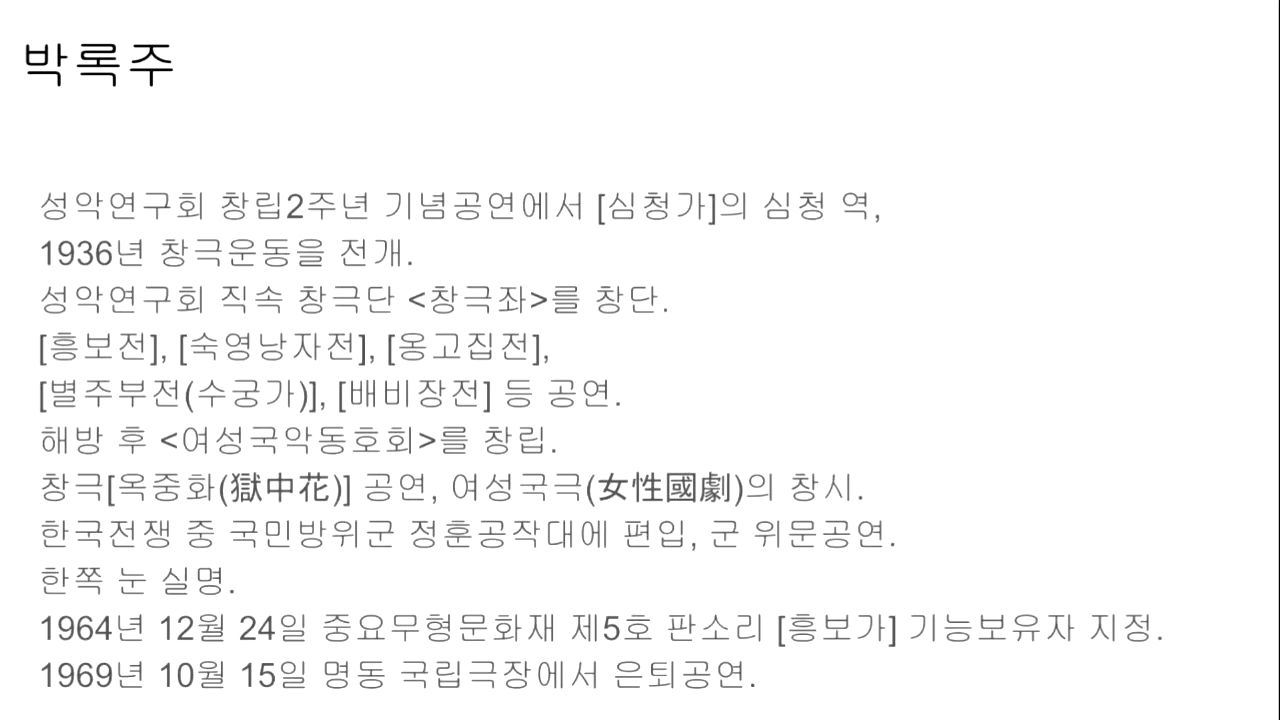 박록주
성악연구회 창립2주년 기념공연에서 [심청가]의 심청 역,
1936년 창극운동을 전개.
성악연구회 직속 창극단 <창극좌>를 창단.
[흥보전], [숙영낭자전], [옹고집전],
[별주부전(수궁가)], [배비장전] 등 공연.
해방 후 <여성국악동호회>를 창립.
창극[옥중화(獄中花)] 공연, 여성국극(女性國劇)의 창시.
한국전쟁 중 국민방위군 정훈공작대에 편입, 군 위문공연.
한쪽 눈 실명.
1964년 12월 24일 중요무형문화재 제5호 판소리 [흥보가] 기능보유자 지정.
1969년 10월 15일 명동 국립극장에서 은퇴공연.